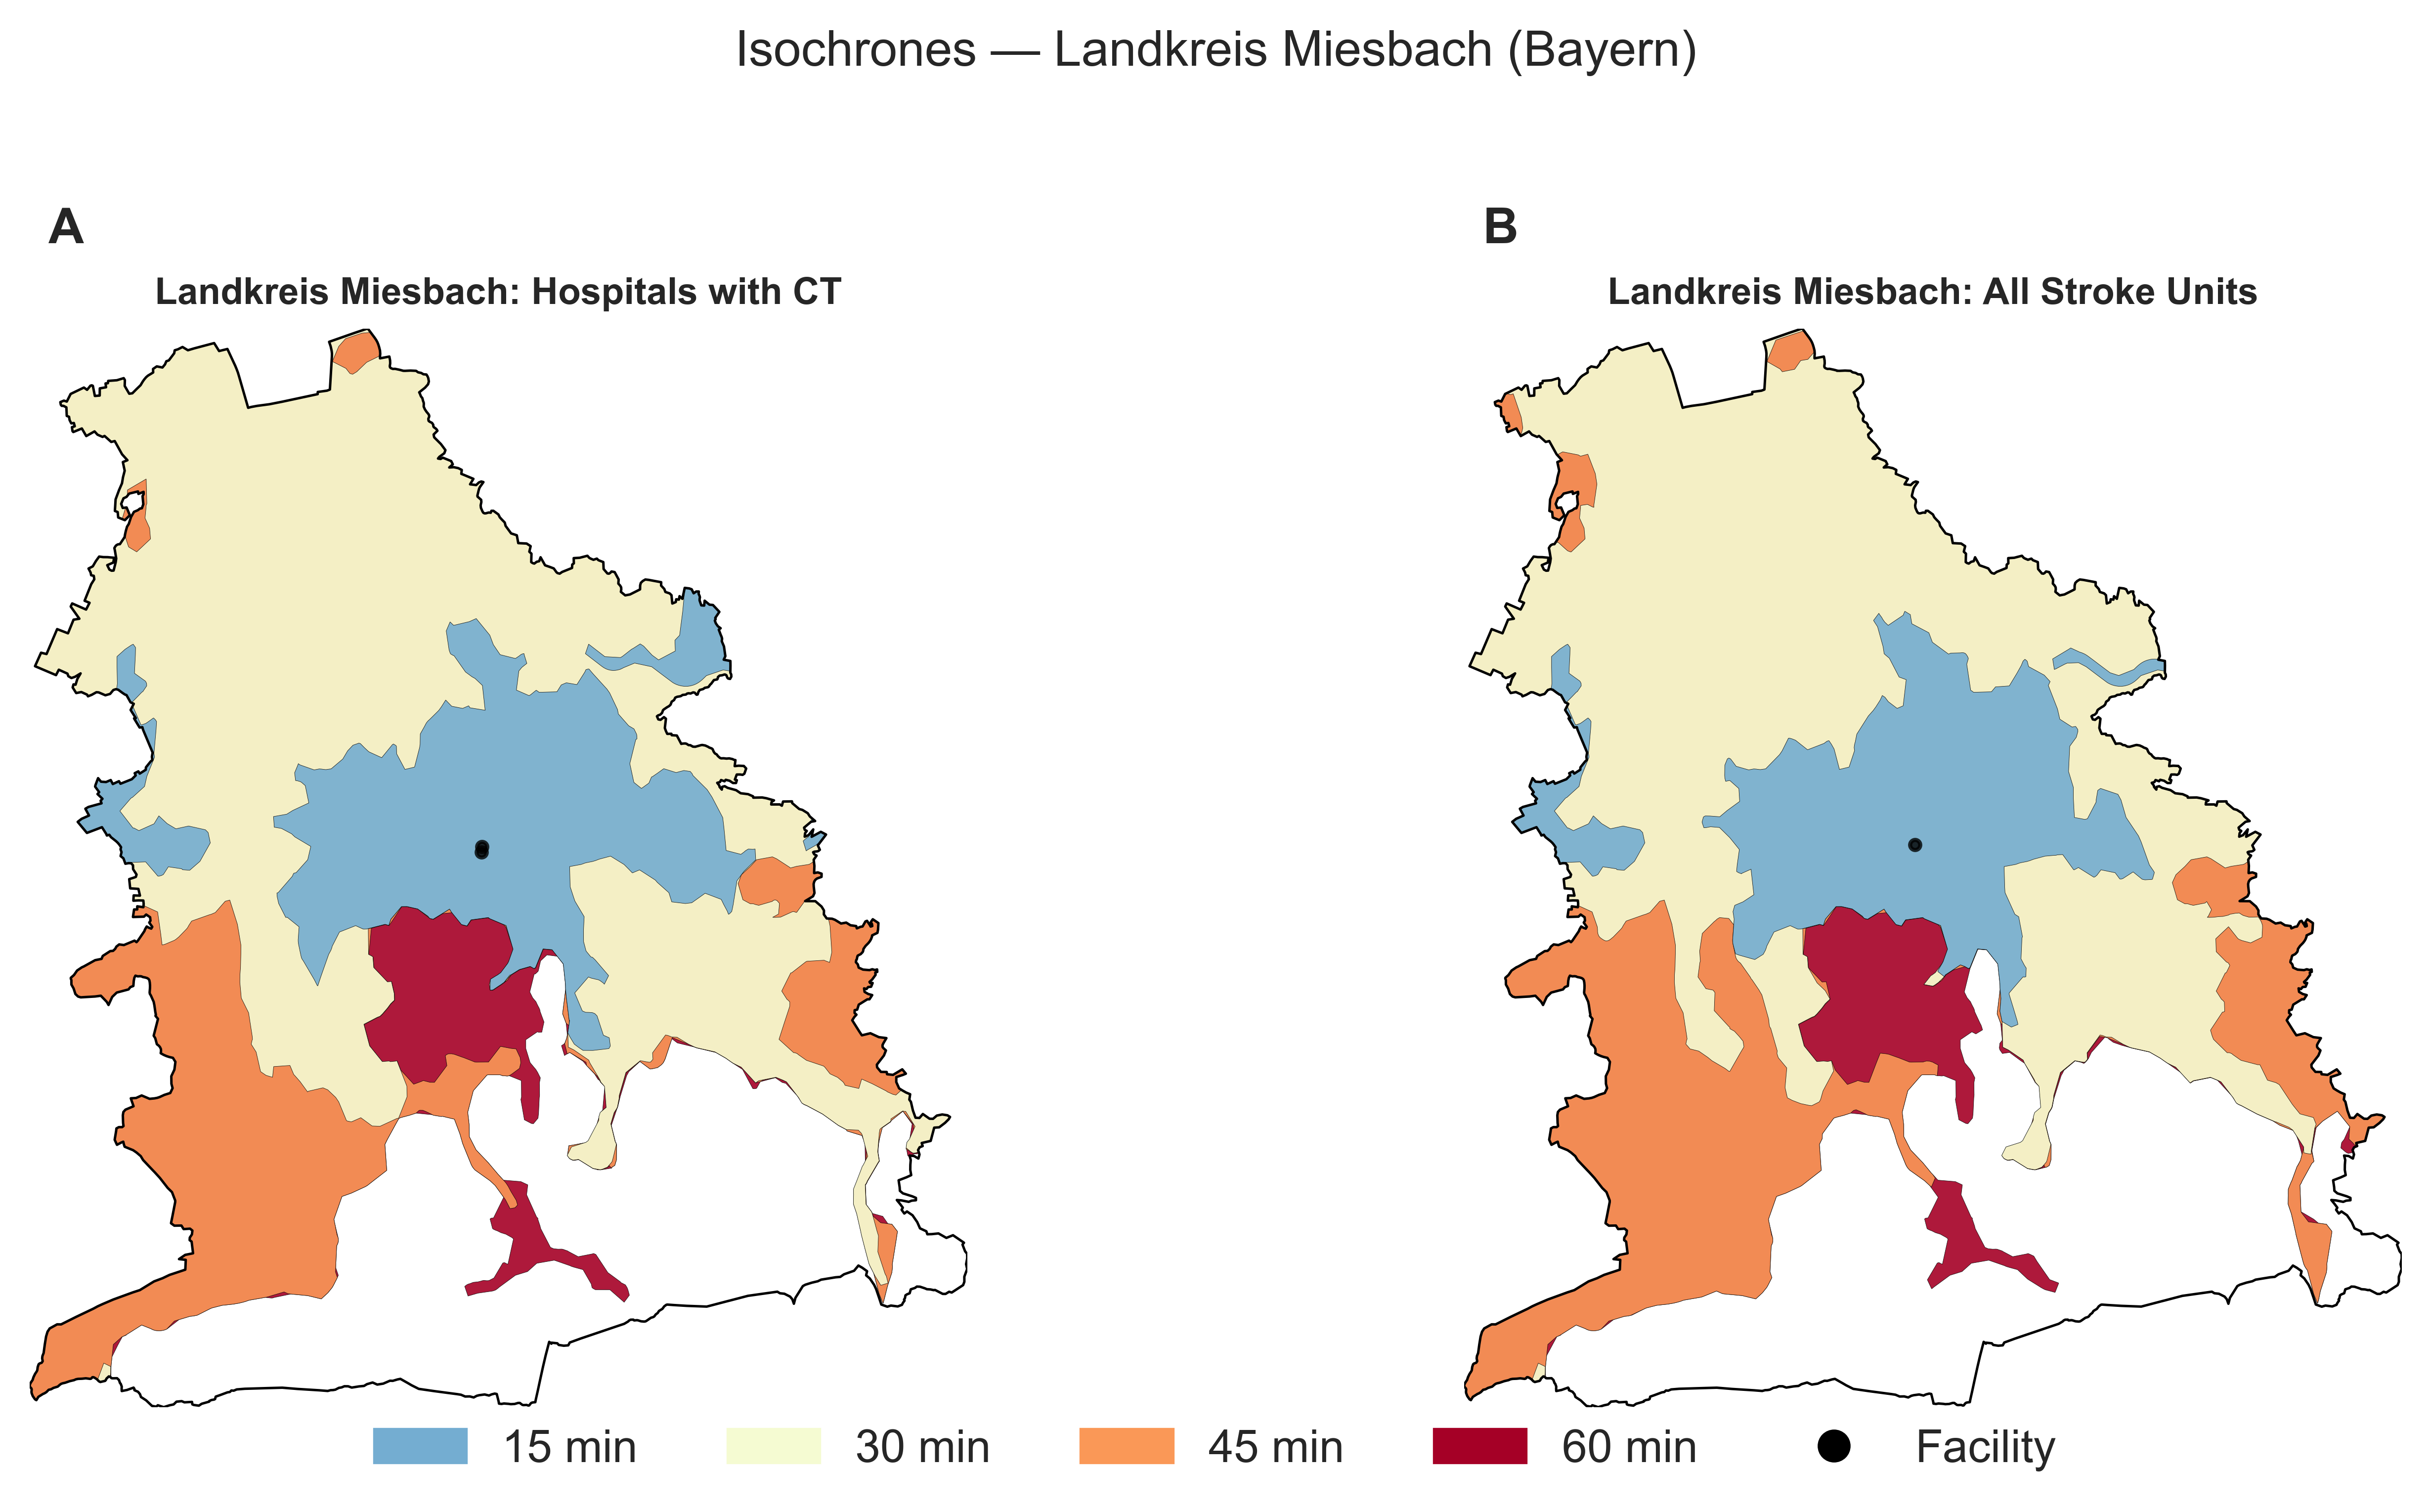 Isochrones — Landkreis Miesbach (Bayern)
A
B
Landkreis Miesbach: Hospitals with CT
Landkreis Miesbach: All Stroke Units
15 min
30 min
45 min
60 min
Facility